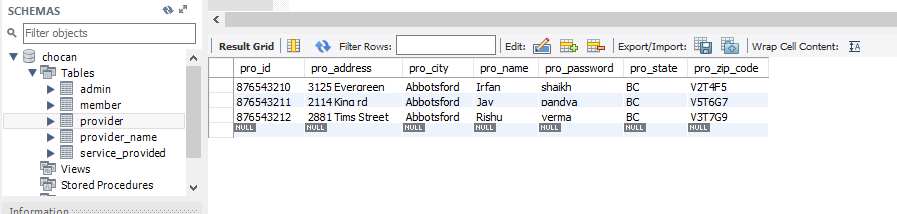 SCHEMAS
Filter objects
chocan
Tables
admin
member
provider
provider_name
service_provided
Views
Stored Procedures
Information
Result Grid Filter Rows: Edit: Export/Import: Wrap Cell Content:
pro_id pro_address pro_city pro_name pro_password pro_state pro_zip_code
876543210 3125 Evergreen Abbotsford Irfan shaikh BC V2T4F5
876543211 2114 King rd Abbotsford Jay pandya BC V5T6G7
876543212 2881 Tims Street Abbotsford Rishu verma BC V3T7G9
NULL NULL NULL NULL NULL NULL NULL